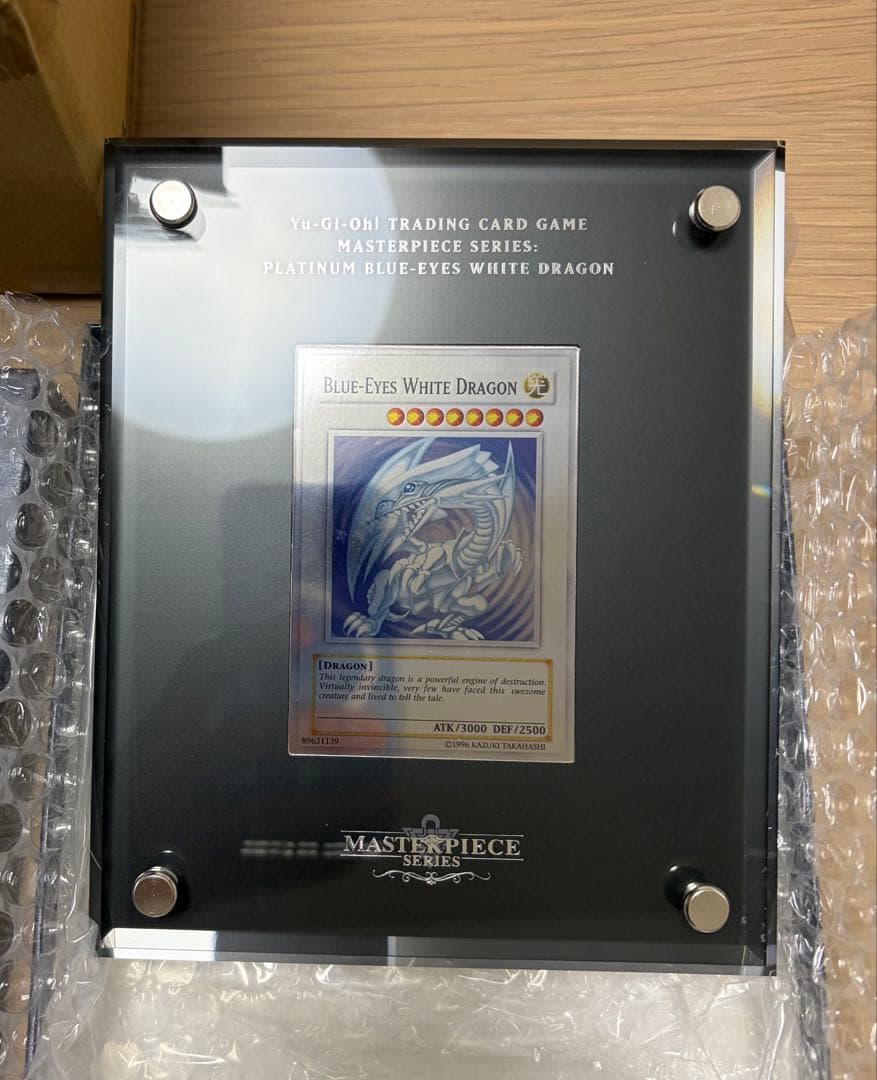 Yu-Gi-Oh! TRADING CARD GAME
MASTERPIECE SERIES:
PLATINUM BLUE-EYES WHITE DRAGON
BLUE-EYES WHITE DRAGON
光
[DRAGON]
This legendary dragon is a powerful engine of destruction.
Virtually invincible, very few have faced this awesome
creature and lived to tell the tale.
ATK/3000 DEF/2500
89631139
©1996 KAZUKI TAKAHASHI
MASTERPIECE
SERIES